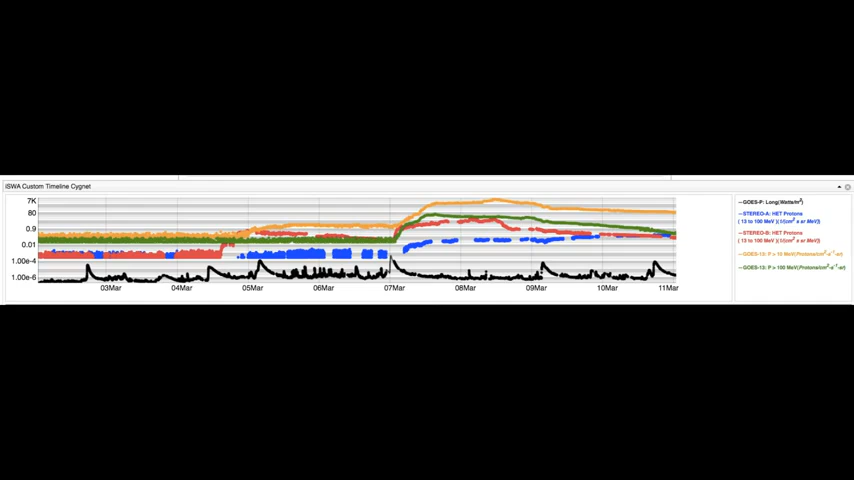 iSWA Custom Timeline Cygnet
7K
80
0.9
0.01
1.00e-4
1.00e-6
03Mar 04Mar 05Mar 06Mar 07Mar 08Mar 09Mar 10Mar 11Mar
GOES-P: Long(Watts/m²)
STEREO-A: HET Protons
( 13 to 100 MeV )(1/(cm² s sr MeV))
STEREO-B: HET Protons
( 13 to 100 MeV )(1/(cm² s sr MeV))
GOES-13: P > 10 MeV(Protons/cm²-s⁻¹-sr)
GOES-13: P > 100 MeV(Protons/cm²-s⁻¹-sr)